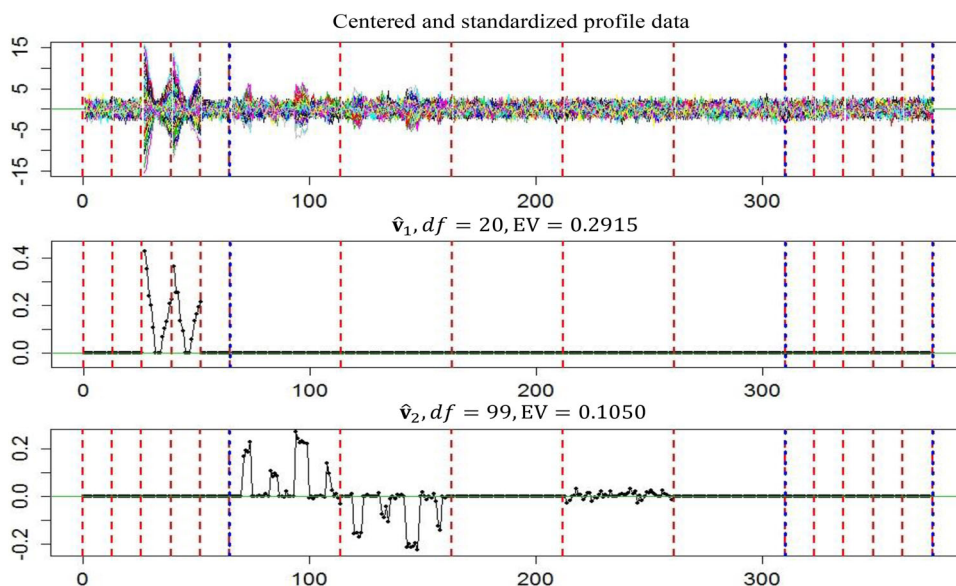 Centered and standardized profile data
15
5
-5
-15
0 100 200 300
v̂₁, df = 20, EV = 0.2915
0.4
0.2
0.0
0 100 200 300
v̂₂, df = 99, EV = 0.1050
0.2
0.0
-0.2
0 100 200 300